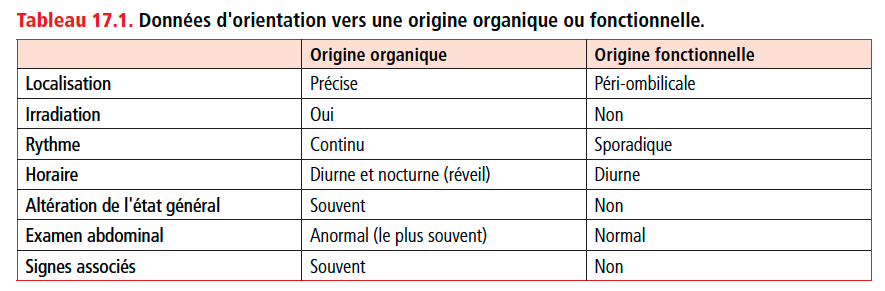 Tableau 17.1. Données d'orientation vers une origine organique ou fonctionnelle.
Origine organique Origine fonctionnelle
Localisation Précise Péri-ombilicale
Irradiation Oui Non
Rythme Continu Sporadique
Horaire Diurne et nocturne (réveil) Diurne
Altération de l'état général Souvent Non
Examen abdominal Anormal (le plus souvent) Normal
Signes associés Souvent Non